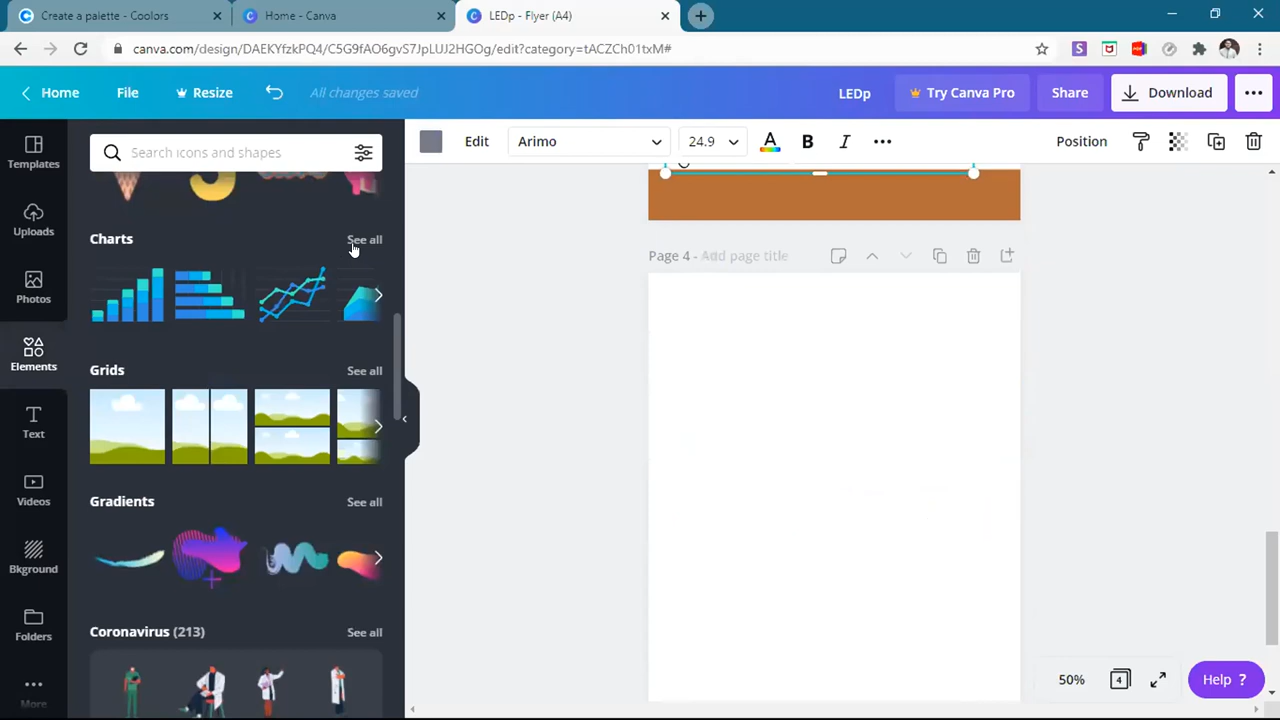 Create a palette - Coolors
Home - Canva
LEDp - Flyer (A4)
canva.com/design/DAEKYfzkPQ4/C5G9fAO6gvS7JpLUJ2HGOg/edit?category=tACZCh01txM#
Home
File
Resize
All changes saved
LEDp
Try Canva Pro
Share
Download
Templates
Uploads
Photos
Elements
Text
Videos
Bkground
Folders
More
Search icons and shapes
Edit
Arimo
24.9
A
B
I
Position
Charts
See all
Grids
See all
Gradients
See all
Coronavirus (213)
See all
Page 4 - Add page title
50%
4
Help ?